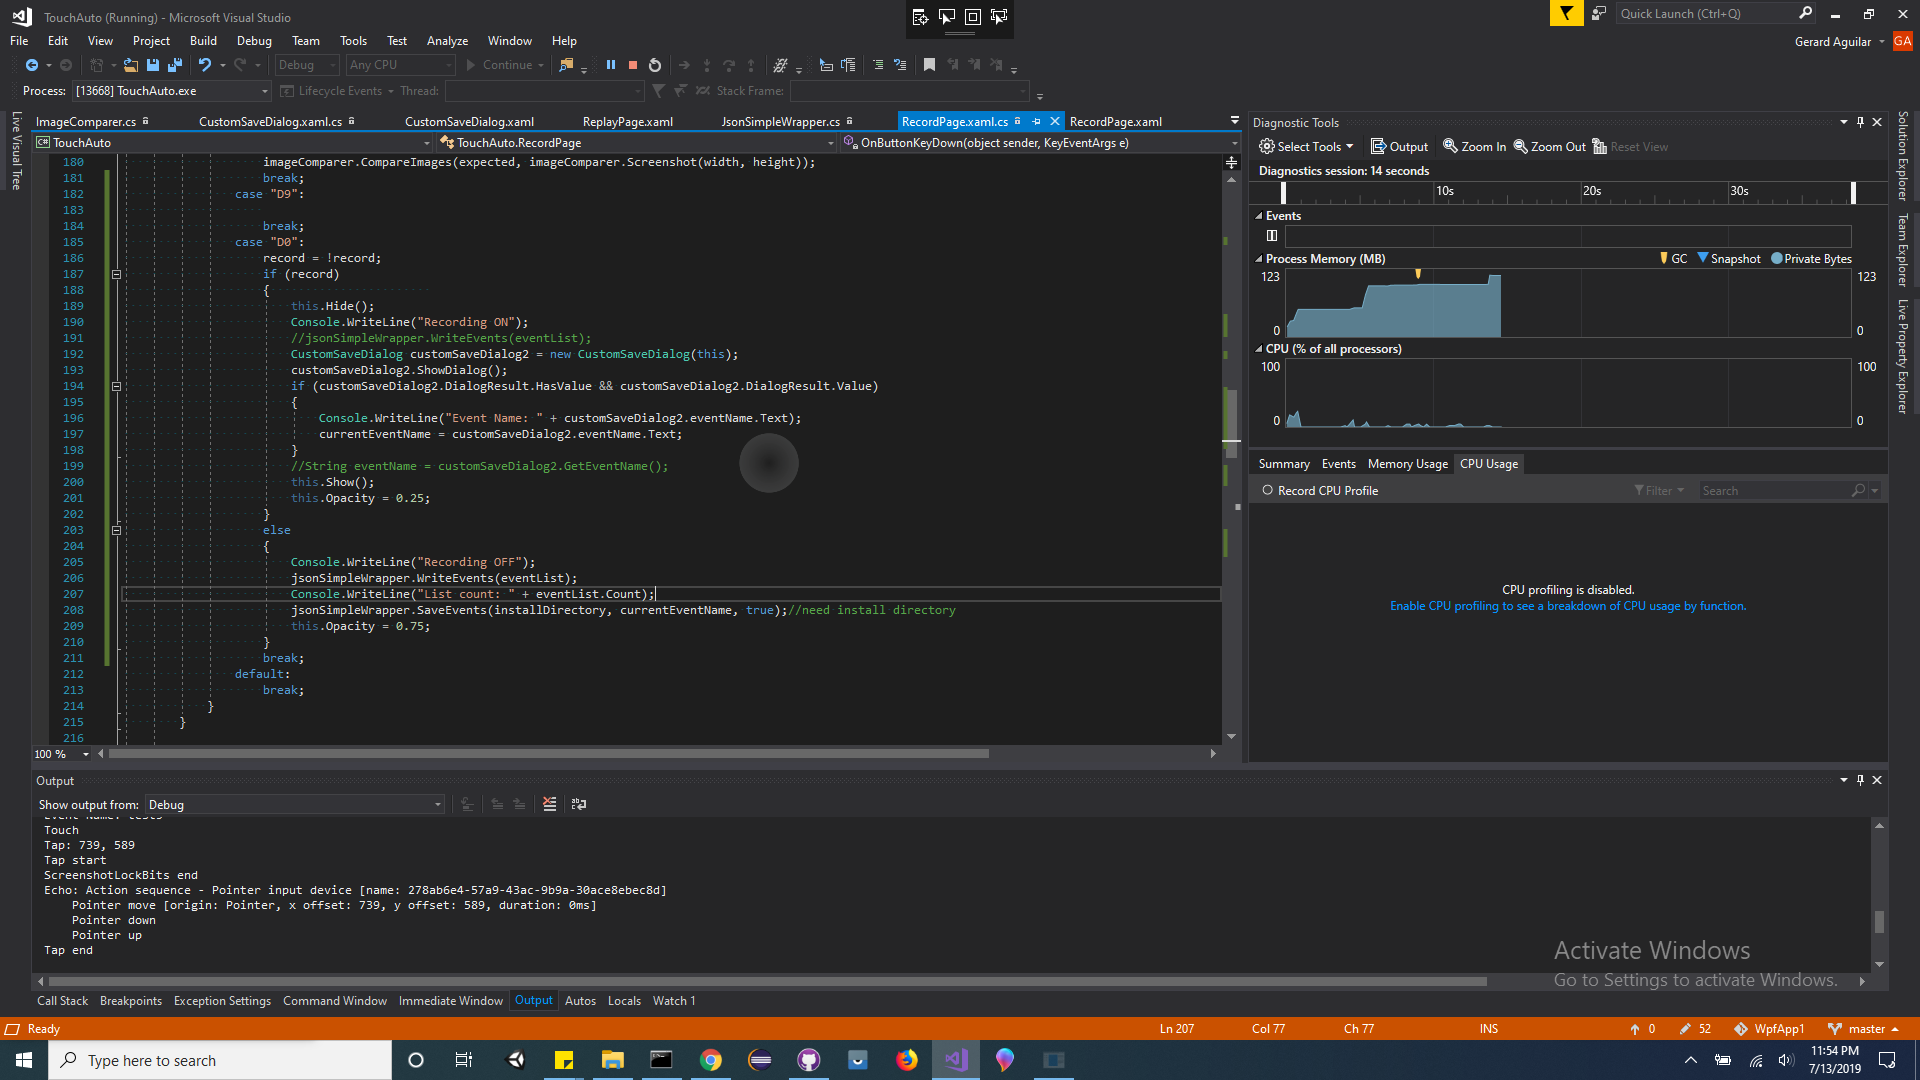 TouchAuto (Running) - Microsoft Visual Studio
Quick Launch (Ctrl+Q)
File Edit View Project Build Debug Team Tools Test Analyze Window Help
Gerard Aguilar GA
Debug Any CPU Continue
Process: [13668] TouchAuto.exe Lifecycle Events Thread: Stack Frame:
Live Visual Tree
ImageComparer.cs CustomSaveDialog.xaml.cs CustomSaveDialog.xaml ReplayPage.xaml JsonSimpleWrapper.cs RecordPage.xaml.cs RecordPage.xaml
TouchAuto TouchAuto.RecordPage OnButtonKeyDown(object sender, KeyEventArgs e)
180 imageComparer.CompareImages(expected, imageComparer.Screenshot(width, height));
181 break;
182 case "D9":
183
184 break;
185 case "D0":
186 record = !record;
187 if (record)
188 {
189 this.Hide();
190 Console.WriteLine("Recording ON");
191 //jsonSimpleWrapper.WriteEvents(eventList);
192 CustomSaveDialog customSaveDialog2 = new CustomSaveDialog(this);
193 customSaveDialog2.ShowDialog();
194 if (customSaveDialog2.DialogResult.HasValue && customSaveDialog2.DialogResult.Value)
195 {
196 Console.WriteLine("Event Name: " + customSaveDialog2.eventName.Text);
197 currentEventName = customSaveDialog2.eventName.Text;
198 }
199 //String eventName = customSaveDialog2.GetEventName();
200 this.Show();
201 this.Opacity = 0.25;
202 }
203 else
204 {
205 Console.WriteLine("Recording OFF");
206 jsonSimpleWrapper.WriteEvents(eventList);
207 Console.WriteLine("List count: " + eventList.Count);
208 jsonSimpleWrapper.SaveEvents(installDirectory, currentEventName, true);//need install directory
209 this.Opacity = 0.75;
210 }
211 break;
212 default:
213 break;
214 }
215 }
216
100 %
Diagnostic Tools
Select Tools Output Zoom In Zoom Out Reset View
Diagnostics session: 14 seconds
10s 20s 30s
Events
Process Memory (MB) GC Snapshot Private Bytes
123 123
0 0
CPU (% of all processors)
100 100
0 0
Summary Events Memory Usage CPU Usage
Record CPU Profile Filter Search
CPU profiling is disabled.
Enable CPU profiling to see a breakdown of CPU usage by function.
Solution Explorer
Team Explorer
Live Property Explorer
Output
Show output from: Debug
Touch
Tap: 739, 589
Tap start
ScreenshotLockBits end
Echo: Action sequence - Pointer input device [name: 278ab6e4-57a9-43ac-9b9a-30ace8ebec8d]
Pointer move [origin: Pointer, x offset: 739, y offset: 589, duration: 0ms]
Pointer down
Pointer up
Tap end
Activate Windows
Go to Settings to activate Windows.
Call Stack Breakpoints Exception Settings Command Window Immediate Window Output Autos Locals Watch 1
Ready Ln 207 Col 77 Ch 77 INS 0 52 WpfApp1 master
Type here to search
11:54 PM
7/13/2019